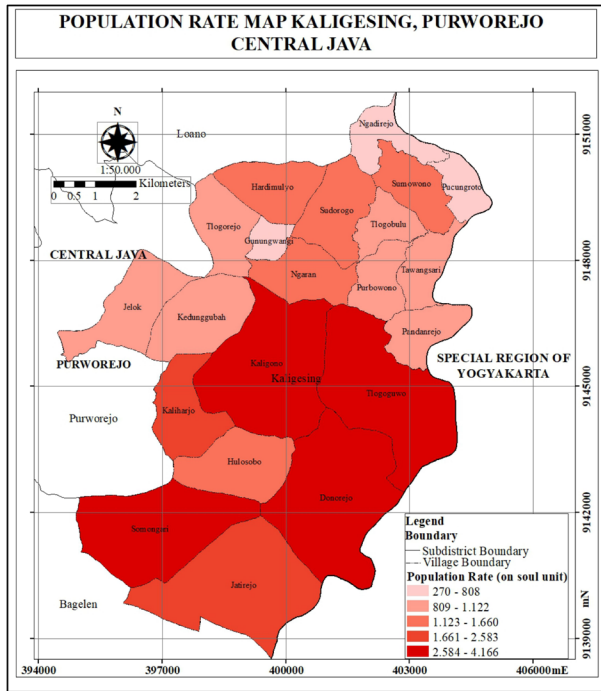 POPULATION RATE MAP KALIGESING, PURWOREJO
CENTRAL JAVA
N
1:50.000
Kilometers
0 0.5 1 2
Loano
Ngadirejo
Hardimulyo
Sumowono
Pucungroto
Sudorogo
Tlogorejo
Tlogobulu
Gunungwangi
CENTRAL JAVA
Ngaran
Tawangsari
Purbowono
Jelok
Kedunggubah
Pandanrejo
PURWOREJO
SPECIAL REGION OF
YOGYAKARTA
Kaligono
Kaligesing
Tlogoguwo
Kaliharjo
Purworejo
Hulosobo
Donorejo
Somongari
Jatirejo
Bagelen
Legend
Boundary
Subdistrict Boundary
Village Boundary
Population Rate (on soul unit)
270 - 808
809 - 1.122
1.123 - 1.660
1.661 - 2.583
2.584 - 4.166
9151000
9148000
9145000
9142000
9139000 mN
394000 397000 400000 403000 406000mE